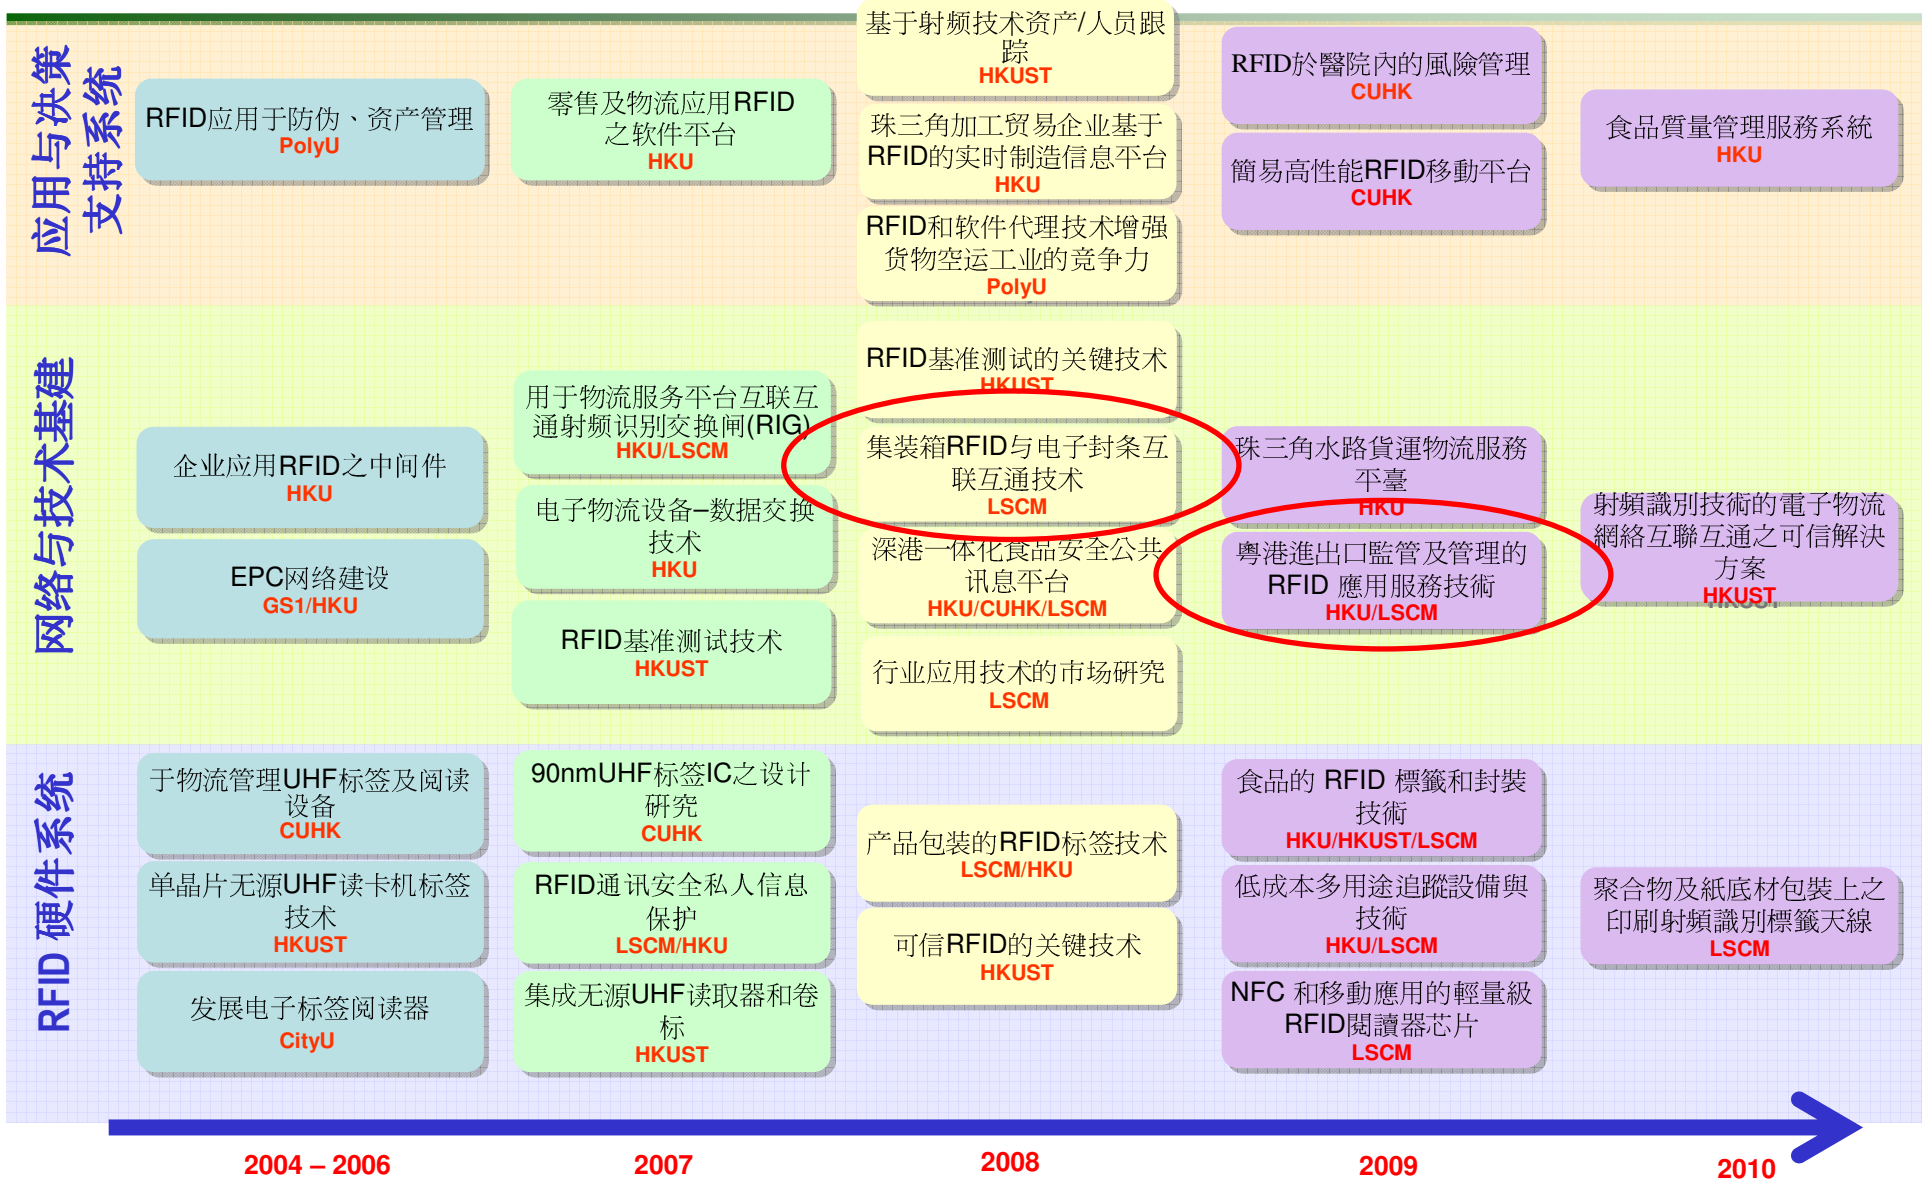 应用与决策
支持系统
RFID应用于防伪、资产管理
PolyU
零售及物流应用RFID
之软件平台
HKU
基于射频技术资产/人员跟
踪
HKUST
珠三角加工贸易企业基于
RFID的实时制造信息平台
HKU
RFID和软件代理技术增强
货物空运工业的竞争力
PolyU
RFID於醫院內的風險管理
CUHK
簡易高性能RFID移動平台
CUHK
食品質量管理服務系統
HKU
网络与技术基建
企业应用RFID之中间件
HKU
EPC网络建设
GS1/HKU
用于物流服务平台互联互
通射频识别交换闸(RIG)
HKU/LSCM
电子物流设备–数据交换
技术
HKU
RFID基准测试技术
HKUST
RFID基准测试的关键技术
HKUST
集装箱RFID与电子封条互
联互通技术
LSCM
深港一体化食品安全公共
讯息平台
HKU/CUHK/LSCM
行业应用技术的市场研究
LSCM
珠三角水路貨運物流服務
平臺
HKU
粵港進出口監管及管理的
RFID 應用服務技術
HKU/LSCM
射頻識別技術的電子物流
網絡互聯互通之可信解決
方案
HKUST
RFID 硬件系统
于物流管理UHF标签及阅读
设备
CUHK
单晶片无源UHF读卡机标签
技术
HKUST
发展电子标签阅读器
CityU
90nmUHF标签IC之设计
研究
CUHK
RFID通讯安全私人信息
保护
LSCM/HKU
集成无源UHF读取器和卷
标
HKUST
产品包装的RFID标签技术
LSCM/HKU
可信RFID的关键技术
HKUST
食品的 RFID 標籤和封裝
技術
HKU/HKUST/LSCM
低成本多用途追蹤設備與
技術
HKU/LSCM
NFC 和移動應用的輕量級
RFID閱讀器芯片
LSCM
聚合物及紙底材包裝上之
印刷射頻識別標籤天線
LSCM
2004 – 2006
2007
2008
2009
2010